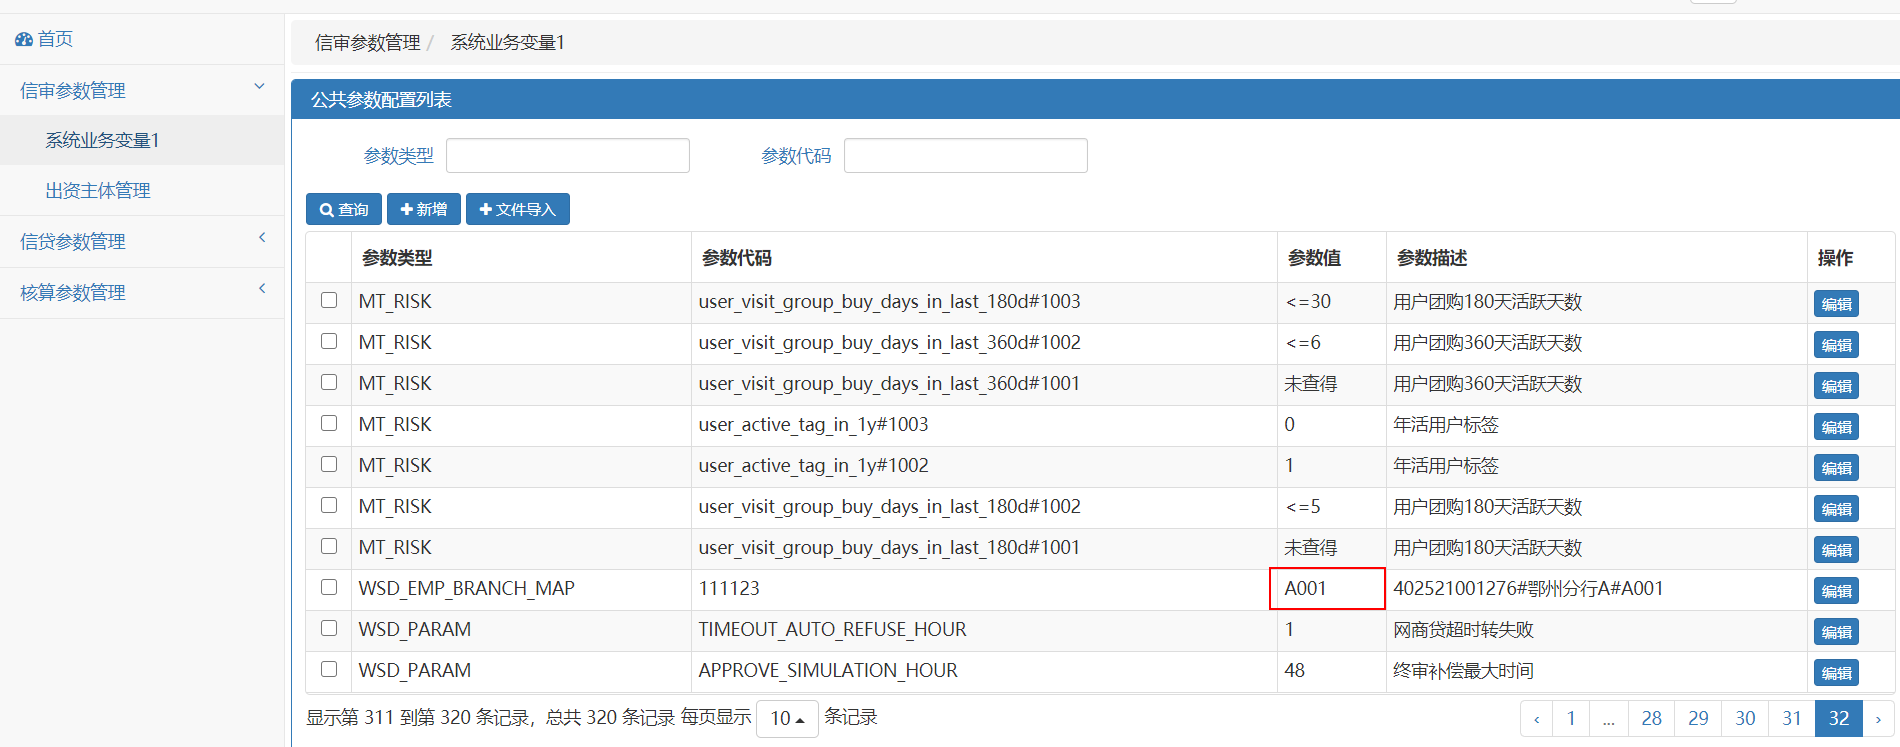 首页
信审参数管理
系统业务变量1
出资主体管理
信贷参数管理
核算参数管理
信审参数管理 / 系统业务变量1
公共参数配置列表
参数类型 参数代码
查询 新增 文件导入
参数类型 参数代码 参数值 参数描述 操作
MT_RISK user_visit_group_buy_days_in_last_180d#1003 <=30 用户团购180天活跃天数 编辑
MT_RISK user_visit_group_buy_days_in_last_360d#1002 <=6 用户团购360天活跃天数 编辑
MT_RISK user_visit_group_buy_days_in_last_360d#1001 未查得 用户团购360天活跃天数 编辑
MT_RISK user_active_tag_in_1y#1003 0 年活用户标签 编辑
MT_RISK user_active_tag_in_1y#1002 1 年活用户标签 编辑
MT_RISK user_visit_group_buy_days_in_last_180d#1002 <=5 用户团购180天活跃天数 编辑
MT_RISK user_visit_group_buy_days_in_last_180d#1001 未查得 用户团购180天活跃天数 编辑
WSD_EMP_BRANCH_MAP 111123 A001 402521001276#鄂州分行A#A001 编辑
WSD_PARAM TIMEOUT_AUTO_REFUSE_HOUR 1 网商贷超时转失败 编辑
WSD_PARAM APPROVE_SIMULATION_HOUR 48 终审补偿最大时间 编辑
显示第 311 到第 320 条记录，总共 320 条记录 每页显示 10 条记录 ‹ 1 ... 28 29 30 31 32 ›